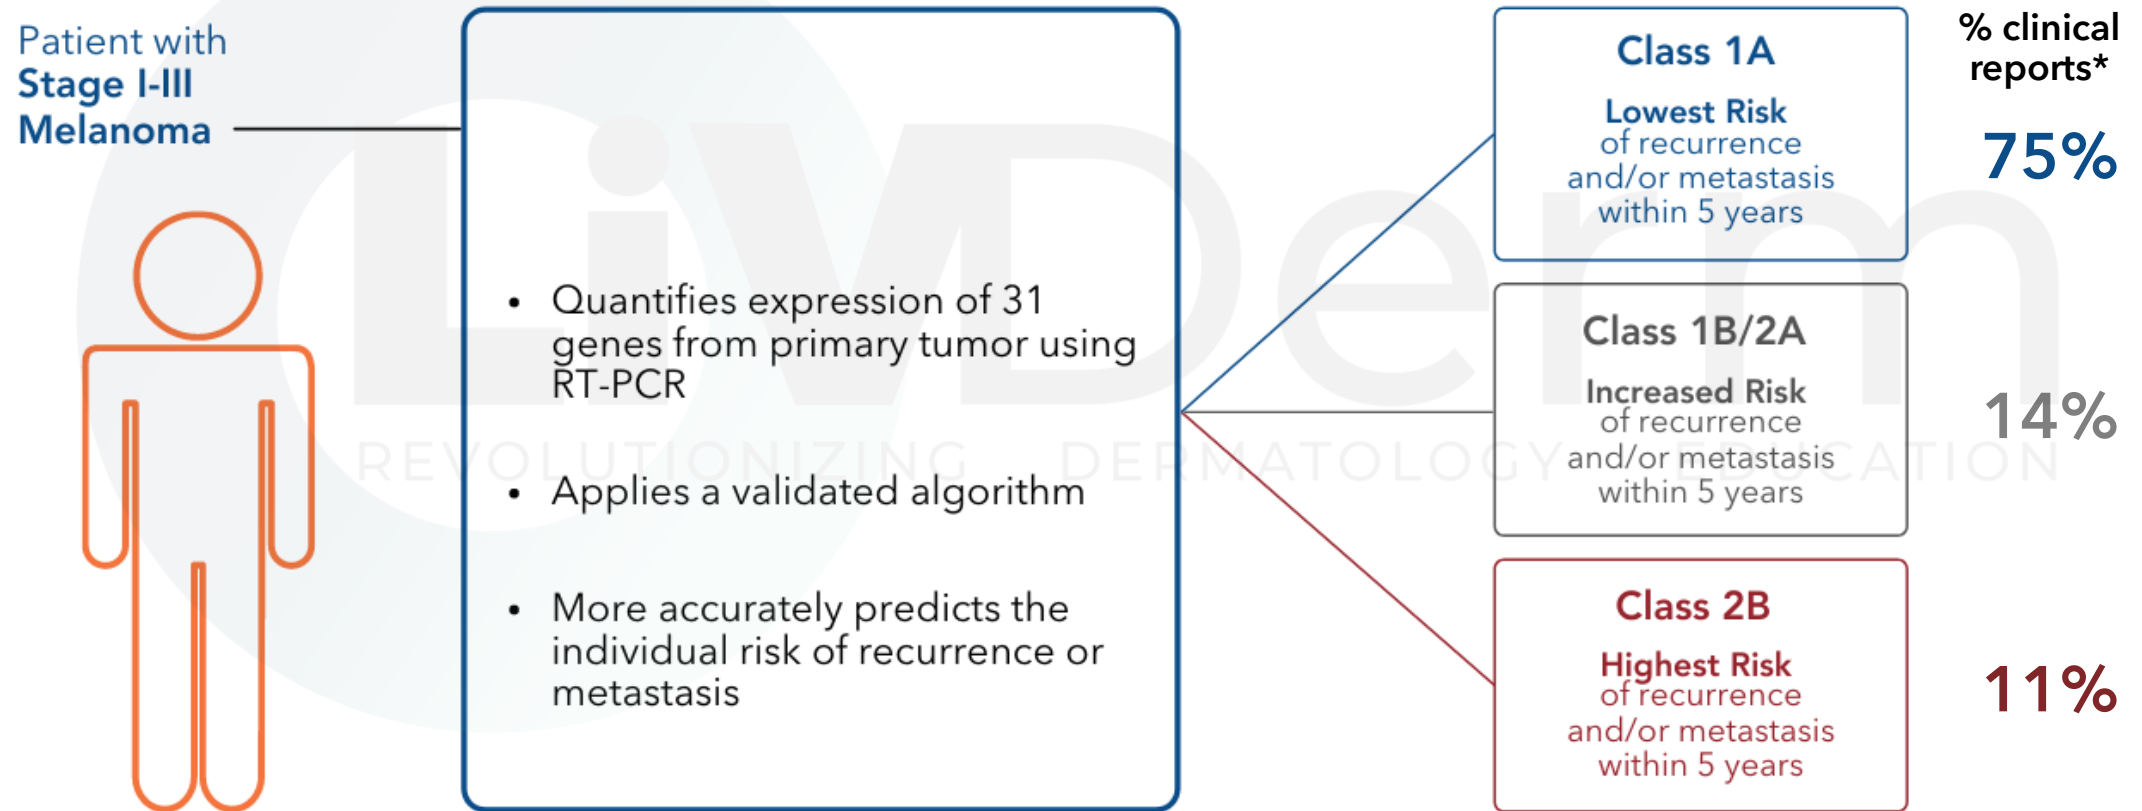 Patient with
Stage I-III
Melanoma
• Quantifies expression of 31
genes from primary tumor using
RT-PCR
• Applies a validated algorithm
• More accurately predicts the
individual risk of recurrence or
metastasis
Class 1A
Lowest Risk
of recurrence
and/or metastasis
within 5 years
Class 1B/2A
Increased Risk
of recurrence
and/or metastasis
within 5 years
Class 2B
Highest Risk
of recurrence
and/or metastasis
within 5 years
% clinical
reports*
75%
14%
11%
LiVDerm
REVOLUTIONIZING DERMATOLOGY EDUCATION